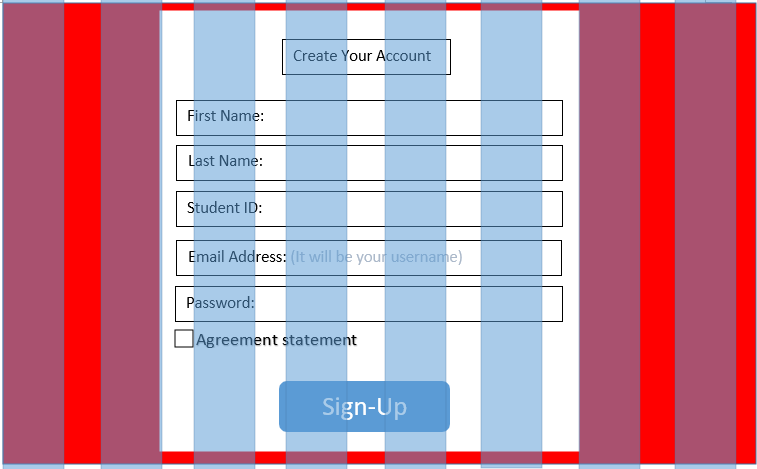 Create Your Account
First Name:
Last Name:
Student ID:
Email Address: (It will be your username)
Password:
Agreement statement
Sign-Up